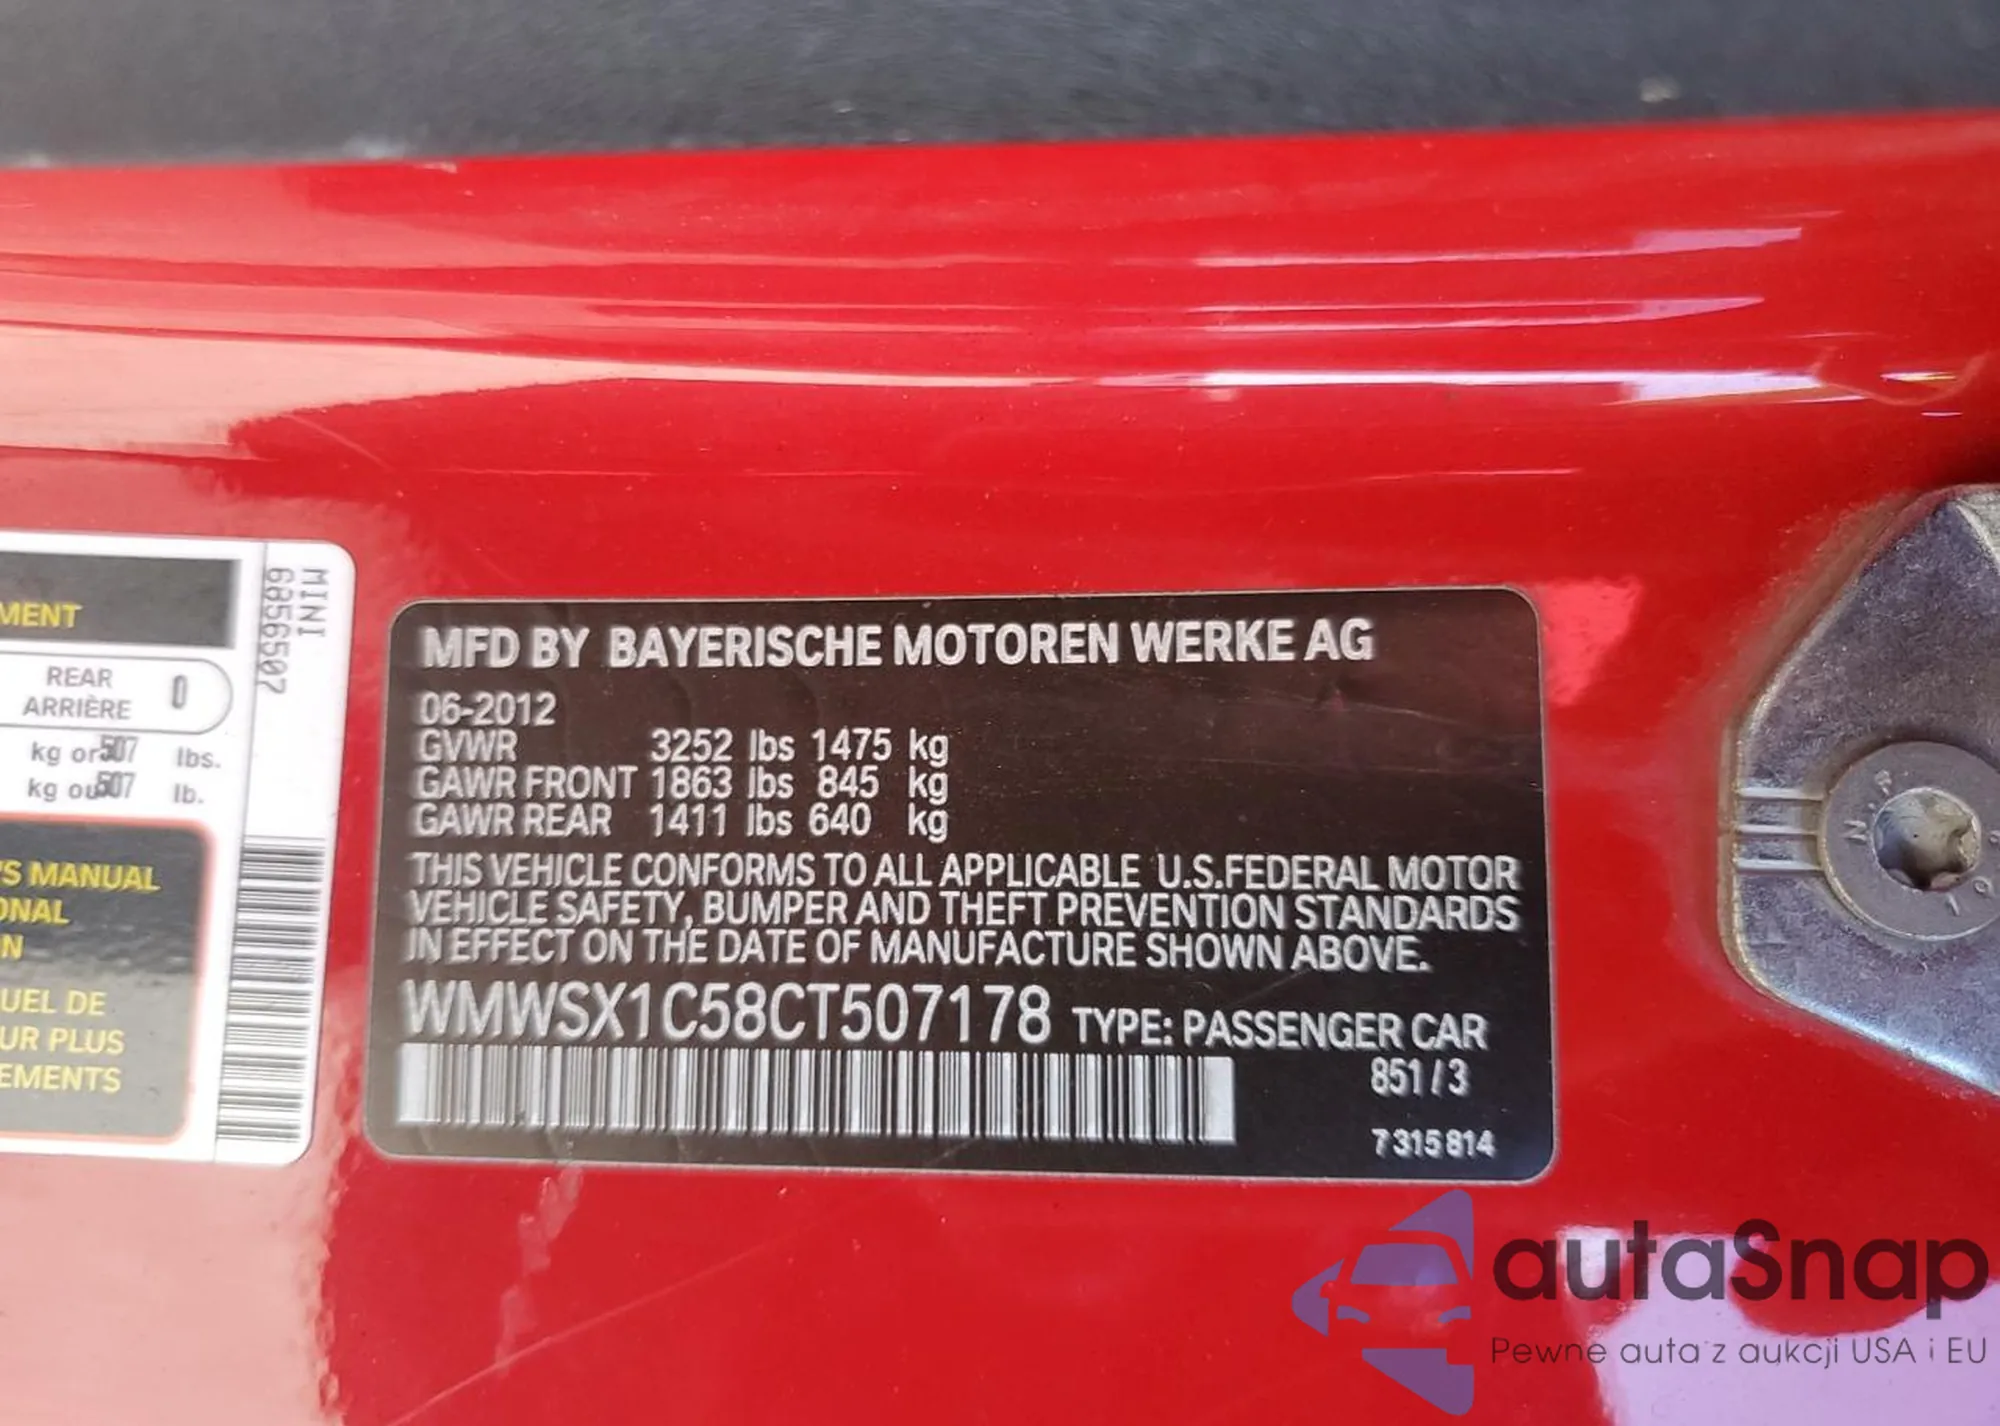 MENT
REAR
ARRIÈRE 0
kg or 507 lbs.
kg ou 507 lb.
'S MANUAL
ONAL
ON
UEL DE
UR PLUS
EMENTS
MINI
6856507
MFD BY BAYERISCHE MOTOREN WERKE AG
06-2012
GVWR 3252 lbs 1475 kg
GAWR FRONT 1863 lbs 845 kg
GAWR REAR 1411 lbs 640 kg
THIS VEHICLE CONFORMS TO ALL APPLICABLE U.S.FEDERAL MOTOR
VEHICLE SAFETY, BUMPER AND THEFT PREVENTION STANDARDS
IN EFFECT ON THE DATE OF MANUFACTURE SHOWN ABOVE.
WMWSX1C58CT507178 TYPE: PASSENGER CAR
851/3
7315814
autaSnap
Pewne auta z aukcji USA i EU